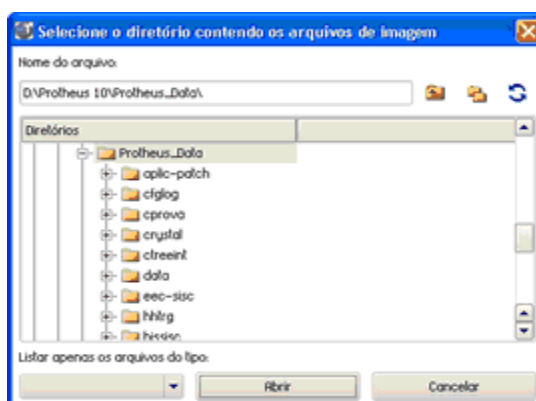 Selecione o diretório contendo os arquivos de imagem
Nome do arquivo:
D:\Protheus 10\Protheus_Data\
Diretórios
Protheus_Data
aplic-patch
cfglog
cprova
crystal
ctreeint
data
eec-sisc
hhtrg
hissisc
Listar apenas os arquivos do tipo:
Abrir Cancelar